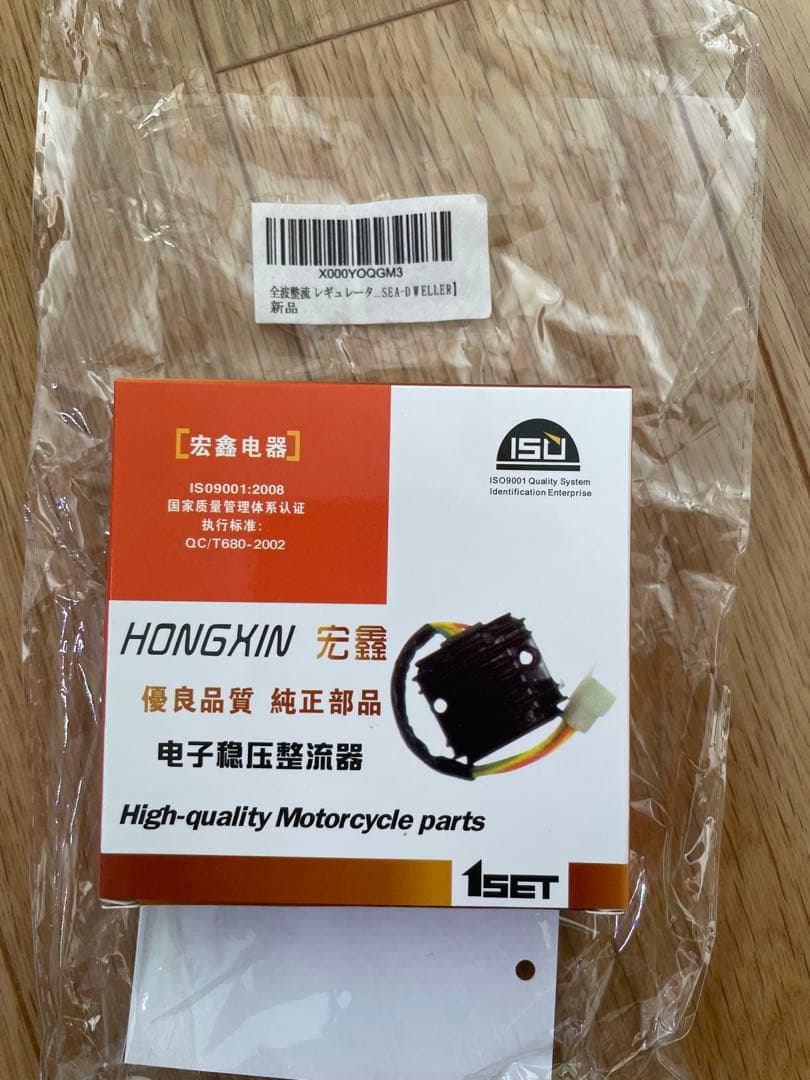 X000YOQGM3
全波整流 レギュレータ...SEA-DWELLER】
新品
[宏鑫电器]
ISO9001:2008
国家质量管理体系认证
执行标准:
QC/T680-2002
ISU
ISO9001 Quality System
Identification Enterprise
HONGXIN 宏鑫
優良品質 純正部品
电子稳压整流器
High-quality Motorcycle parts
1SET